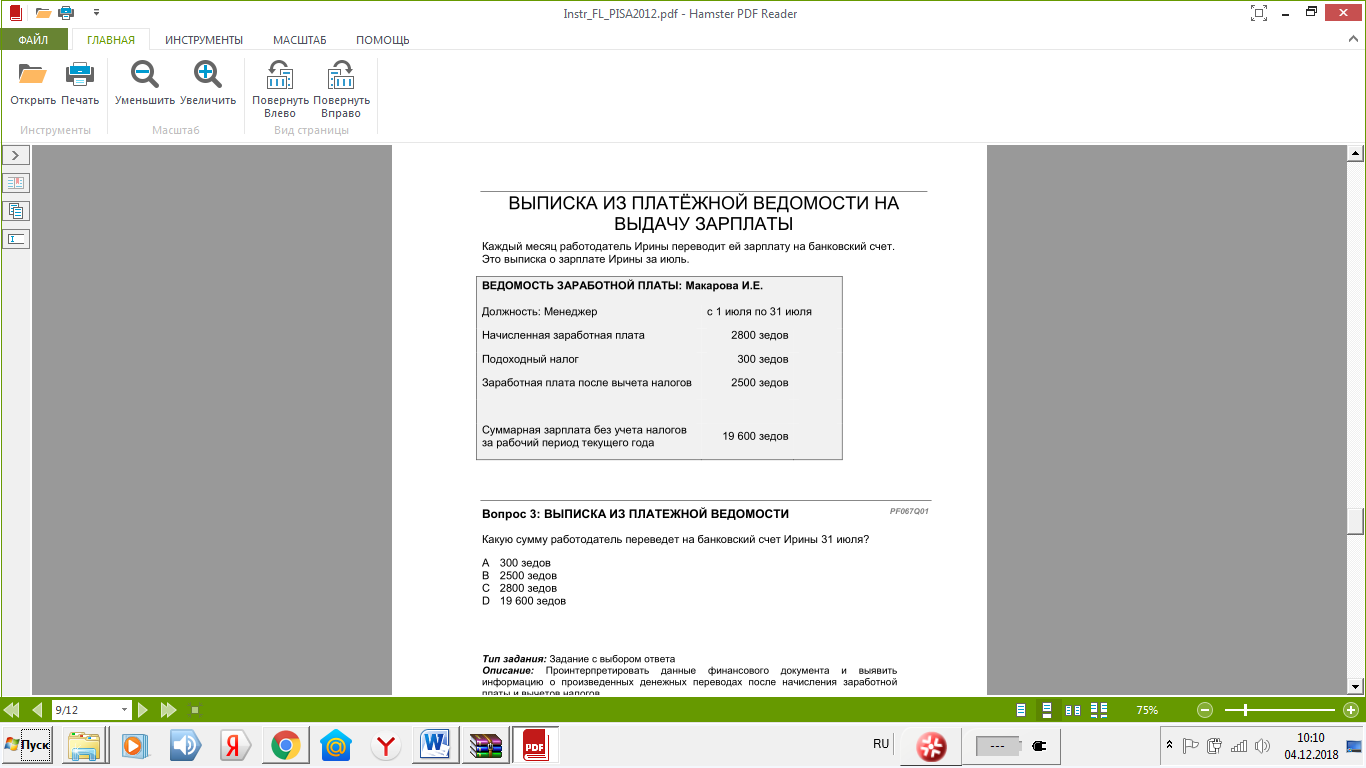 Instr_FL_PISA2012.pdf - Hamster PDF Reader
ФАЙЛ ГЛАВНАЯ ИНСТРУМЕНТЫ МАСШТАБ ПОМОЩЬ
Открыть Печать Уменьшить Увеличить Повернуть Влево Повернуть Вправо
Инструменты Масштаб Вид страницы
ВЫПИСКА ИЗ ПЛАТЁЖНОЙ ВЕДОМОСТИ НА
ВЫДАЧУ ЗАРПЛАТЫ
Каждый месяц работодатель Ирины переводит ей зарплату на банковский счет.
Это выписка о зарплате Ирины за июль.
ВЕДОМОСТЬ ЗАРАБОТНОЙ ПЛАТЫ: Макарова И.Е.
Должность: Менеджер с 1 июля по 31 июля
Начисленная заработная плата 2800 зедов
Подоходный налог 300 зедов
Заработная плата после вычета налогов 2500 зедов
Суммарная зарплата без учета налогов
за рабочий период текущего года 19 600 зедов
Вопрос 3: ВЫПИСКА ИЗ ПЛАТЕЖНОЙ ВЕДОМОСТИ PF067Q01
Какую сумму работодатель переведет на банковский счет Ирины 31 июля?
A 300 зедов
B 2500 зедов
C 2800 зедов
D 19 600 зедов
Тип задания: Задание с выбором ответа
Описание: Проинтерпретировать данные финансового документа и выявить
информацию о произведенных денежных переводах после начисления заработной
платы и вычетов налогов
9/12 75%
Пуск PDF RU --- 10:10
04.12.2018